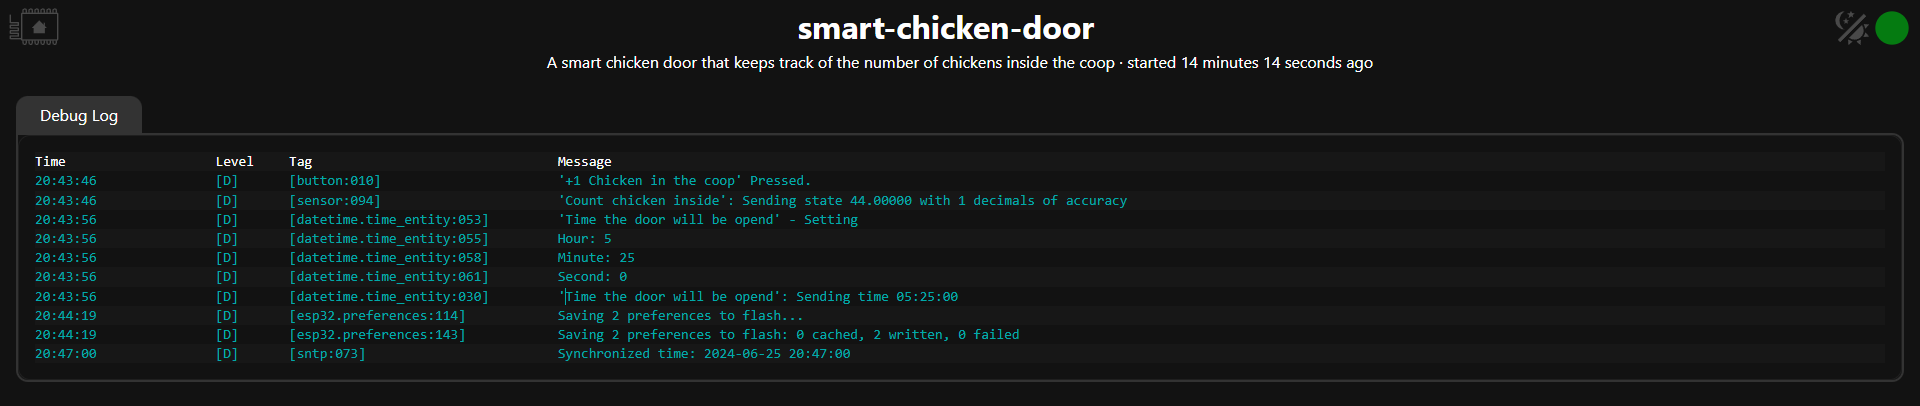 smart-chicken-door
A smart chicken door that keeps track of the number of chickens inside the coop · started 14 minutes 14 seconds ago
Debug Log
Time Level Tag Message
20:43:46 [D] [button:010] '+1 Chicken in the coop' Pressed.
20:43:46 [D] [sensor:094] 'Count chicken inside': Sending state 44.00000 with 1 decimals of accuracy
20:43:56 [D] [datetime.time_entity:053] 'Time the door will be opend' - Setting
20:43:56 [D] [datetime.time_entity:055] Hour: 5
20:43:56 [D] [datetime.time_entity:058] Minute: 25
20:43:56 [D] [datetime.time_entity:061] Second: 0
20:43:56 [D] [datetime.time_entity:030] 'Time the door will be opend': Sending time 05:25:00
20:44:19 [D] [esp32.preferences:114] Saving 2 preferences to flash...
20:44:19 [D] [esp32.preferences:143] Saving 2 preferences to flash: 0 cached, 2 written, 0 failed
20:47:00 [D] [sntp:073] Synchronized time: 2024-06-25 20:47:00